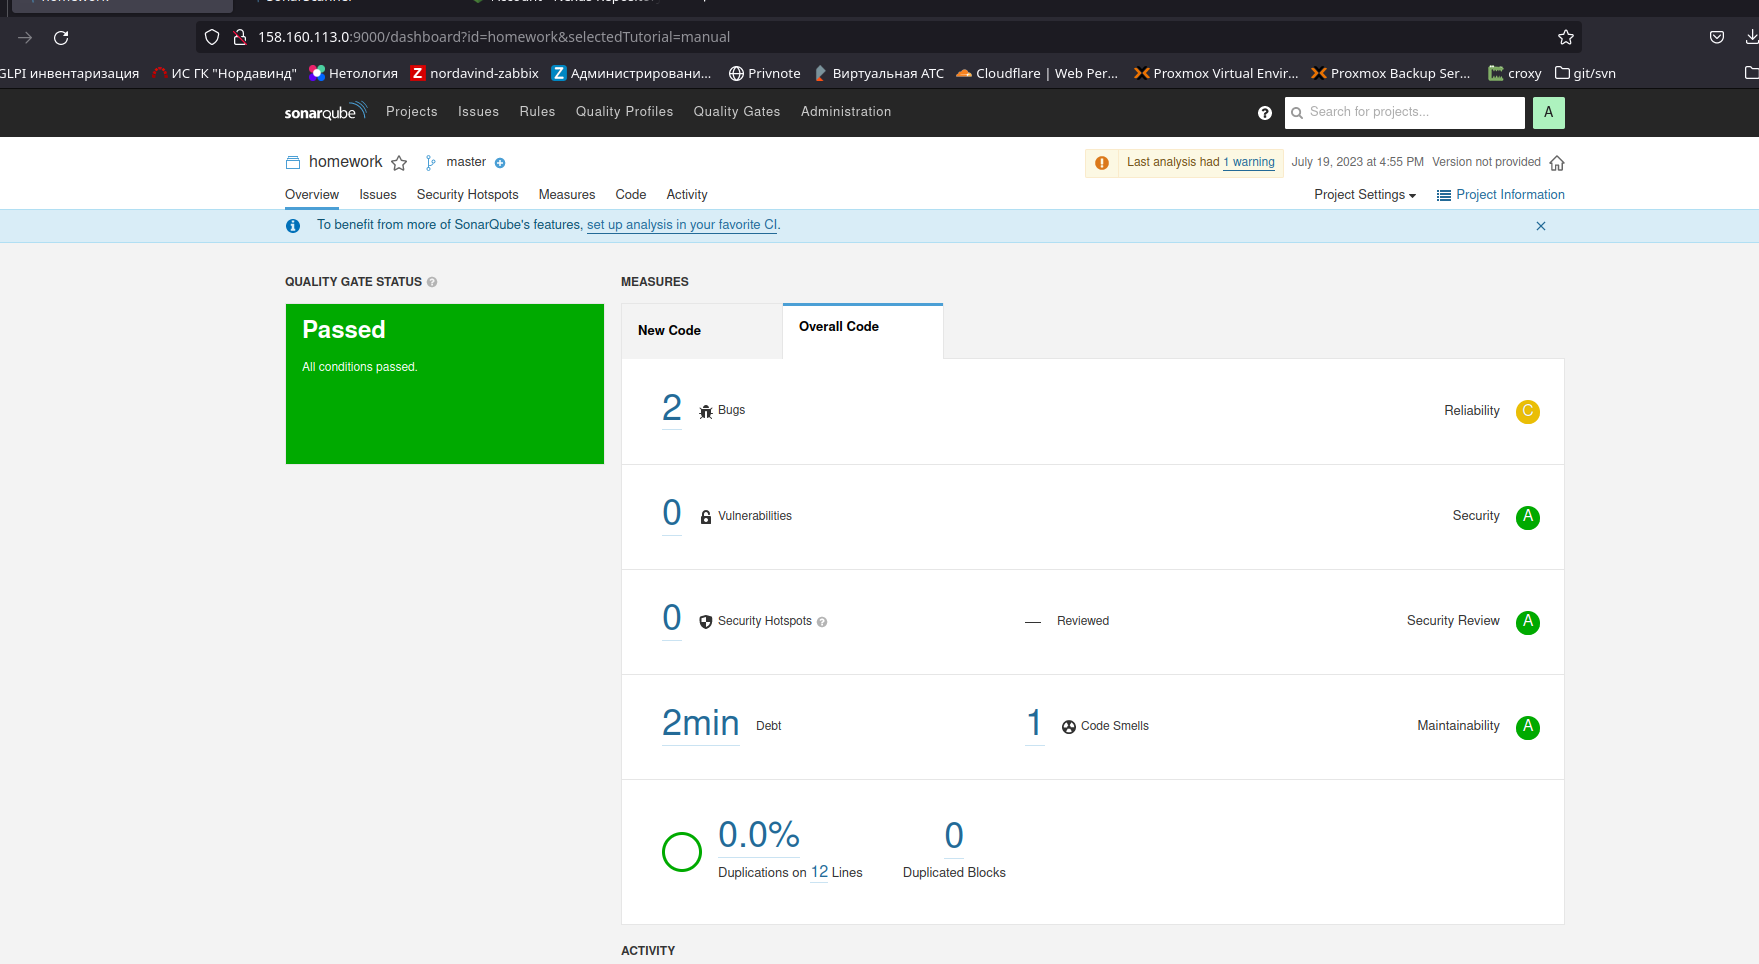 158.160.113.0:9000/dashboard?id=homework&selectedTutorial=manual
GLPI инвентаризация ИС ГК "Нордавинд" Нетология nordavind-zabbix Администрировани... Privnote Виртуальная АТС Cloudflare | Web Per... Proxmox Virtual Envir... Proxmox Backup Ser... croxy git/svn
sonarqube Projects Issues Rules Quality Profiles Quality Gates Administration ? Search for projects... A
homework master Last analysis had 1 warning July 19, 2023 at 4:55 PM Version not provided
Overview Issues Security Hotspots Measures Code Activity Project Settings Project Information
To benefit from more of SonarQube's features, set up analysis in your favorite CI.
QUALITY GATE STATUS ? MEASURES
Passed
All conditions passed.
New Code Overall Code
2 Bugs Reliability C
0 Vulnerabilities Security A
0 Security Hotspots ? — Reviewed Security Review A
2min Debt 1 Code Smells Maintainability A
0.0% 0
Duplications on 12 Lines Duplicated Blocks
ACTIVITY